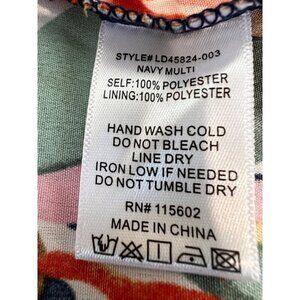 STYLE# LD45824-003
NAVY MULTI
SELF: 100% POLYESTER
LINING: 100% POLYESTER
HAND WASH COLD
DO NOT BLEACH
LINE DRY
IRON LOW IF NEEDED
DO NOT TUMBLE DRY
RN# 115602
MADE IN CHINA